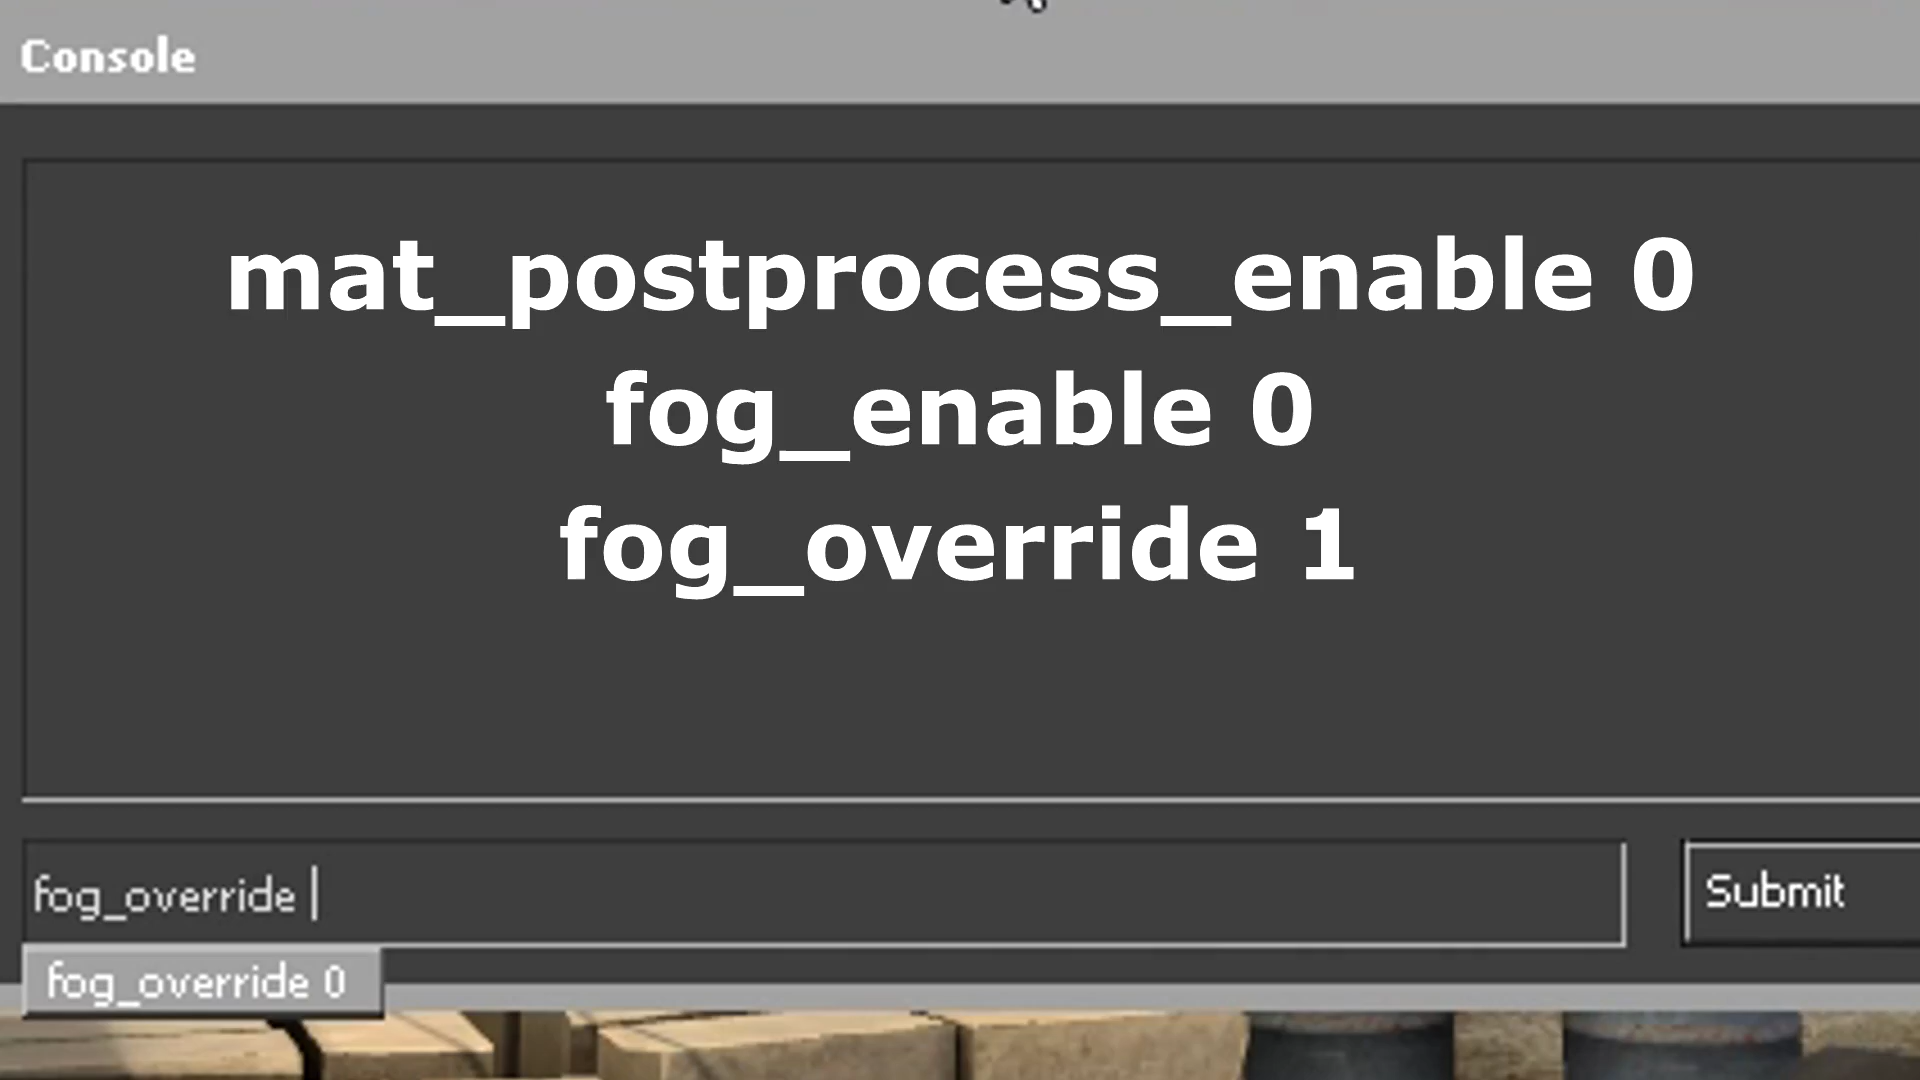 Console
mat_postprocess_enable 0
fog_enable 0
fog_override 1
fog_override
Submit
fog_override 0